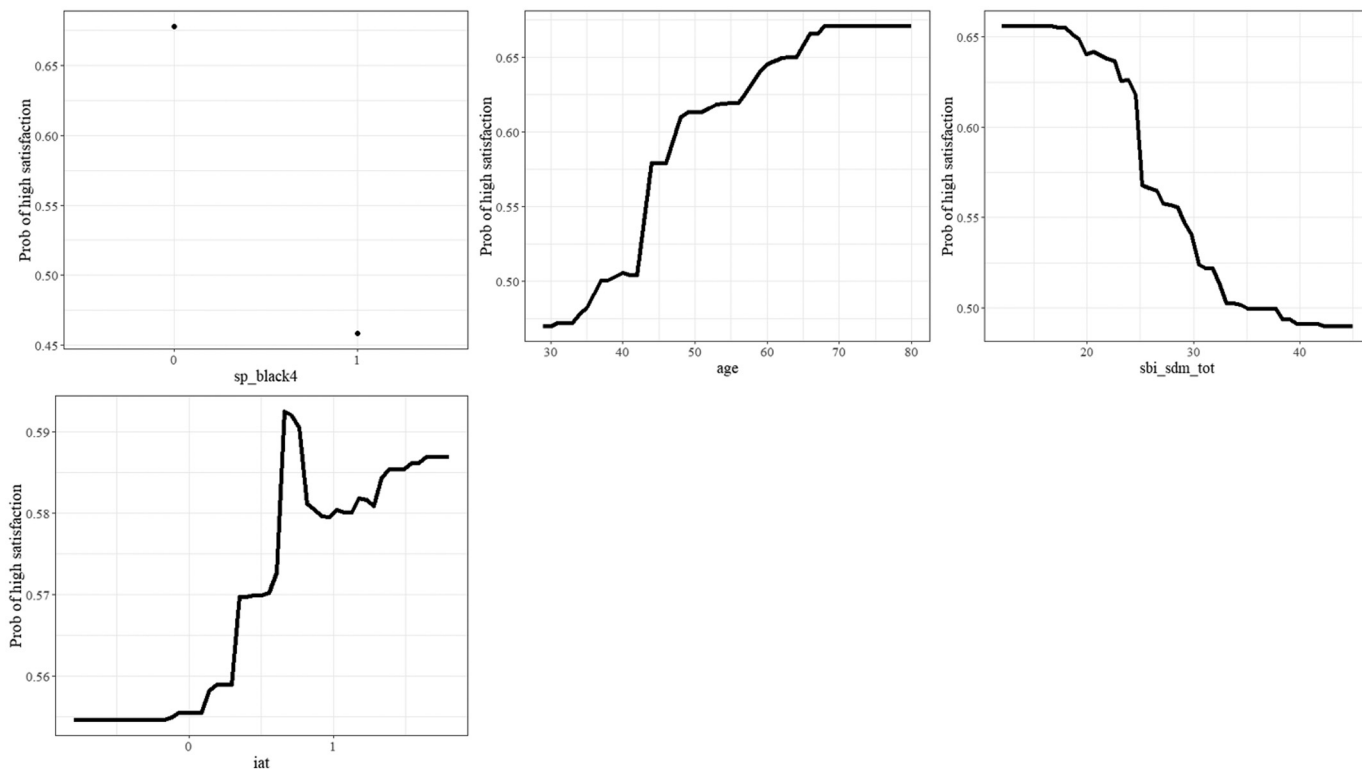 Prob of high satisfaction
0.65
0.60
0.55
0.50
0.45
0 1
sp_black4
Prob of high satisfaction
0.65
0.60
0.55
0.50
30 40 50 60 70 80
age
Prob of high satisfaction
0.65
0.60
0.55
0.50
20 30 40
sbi_sdm_tot
Prob of high satisfaction
0.59
0.58
0.57
0.56
0 1
iat